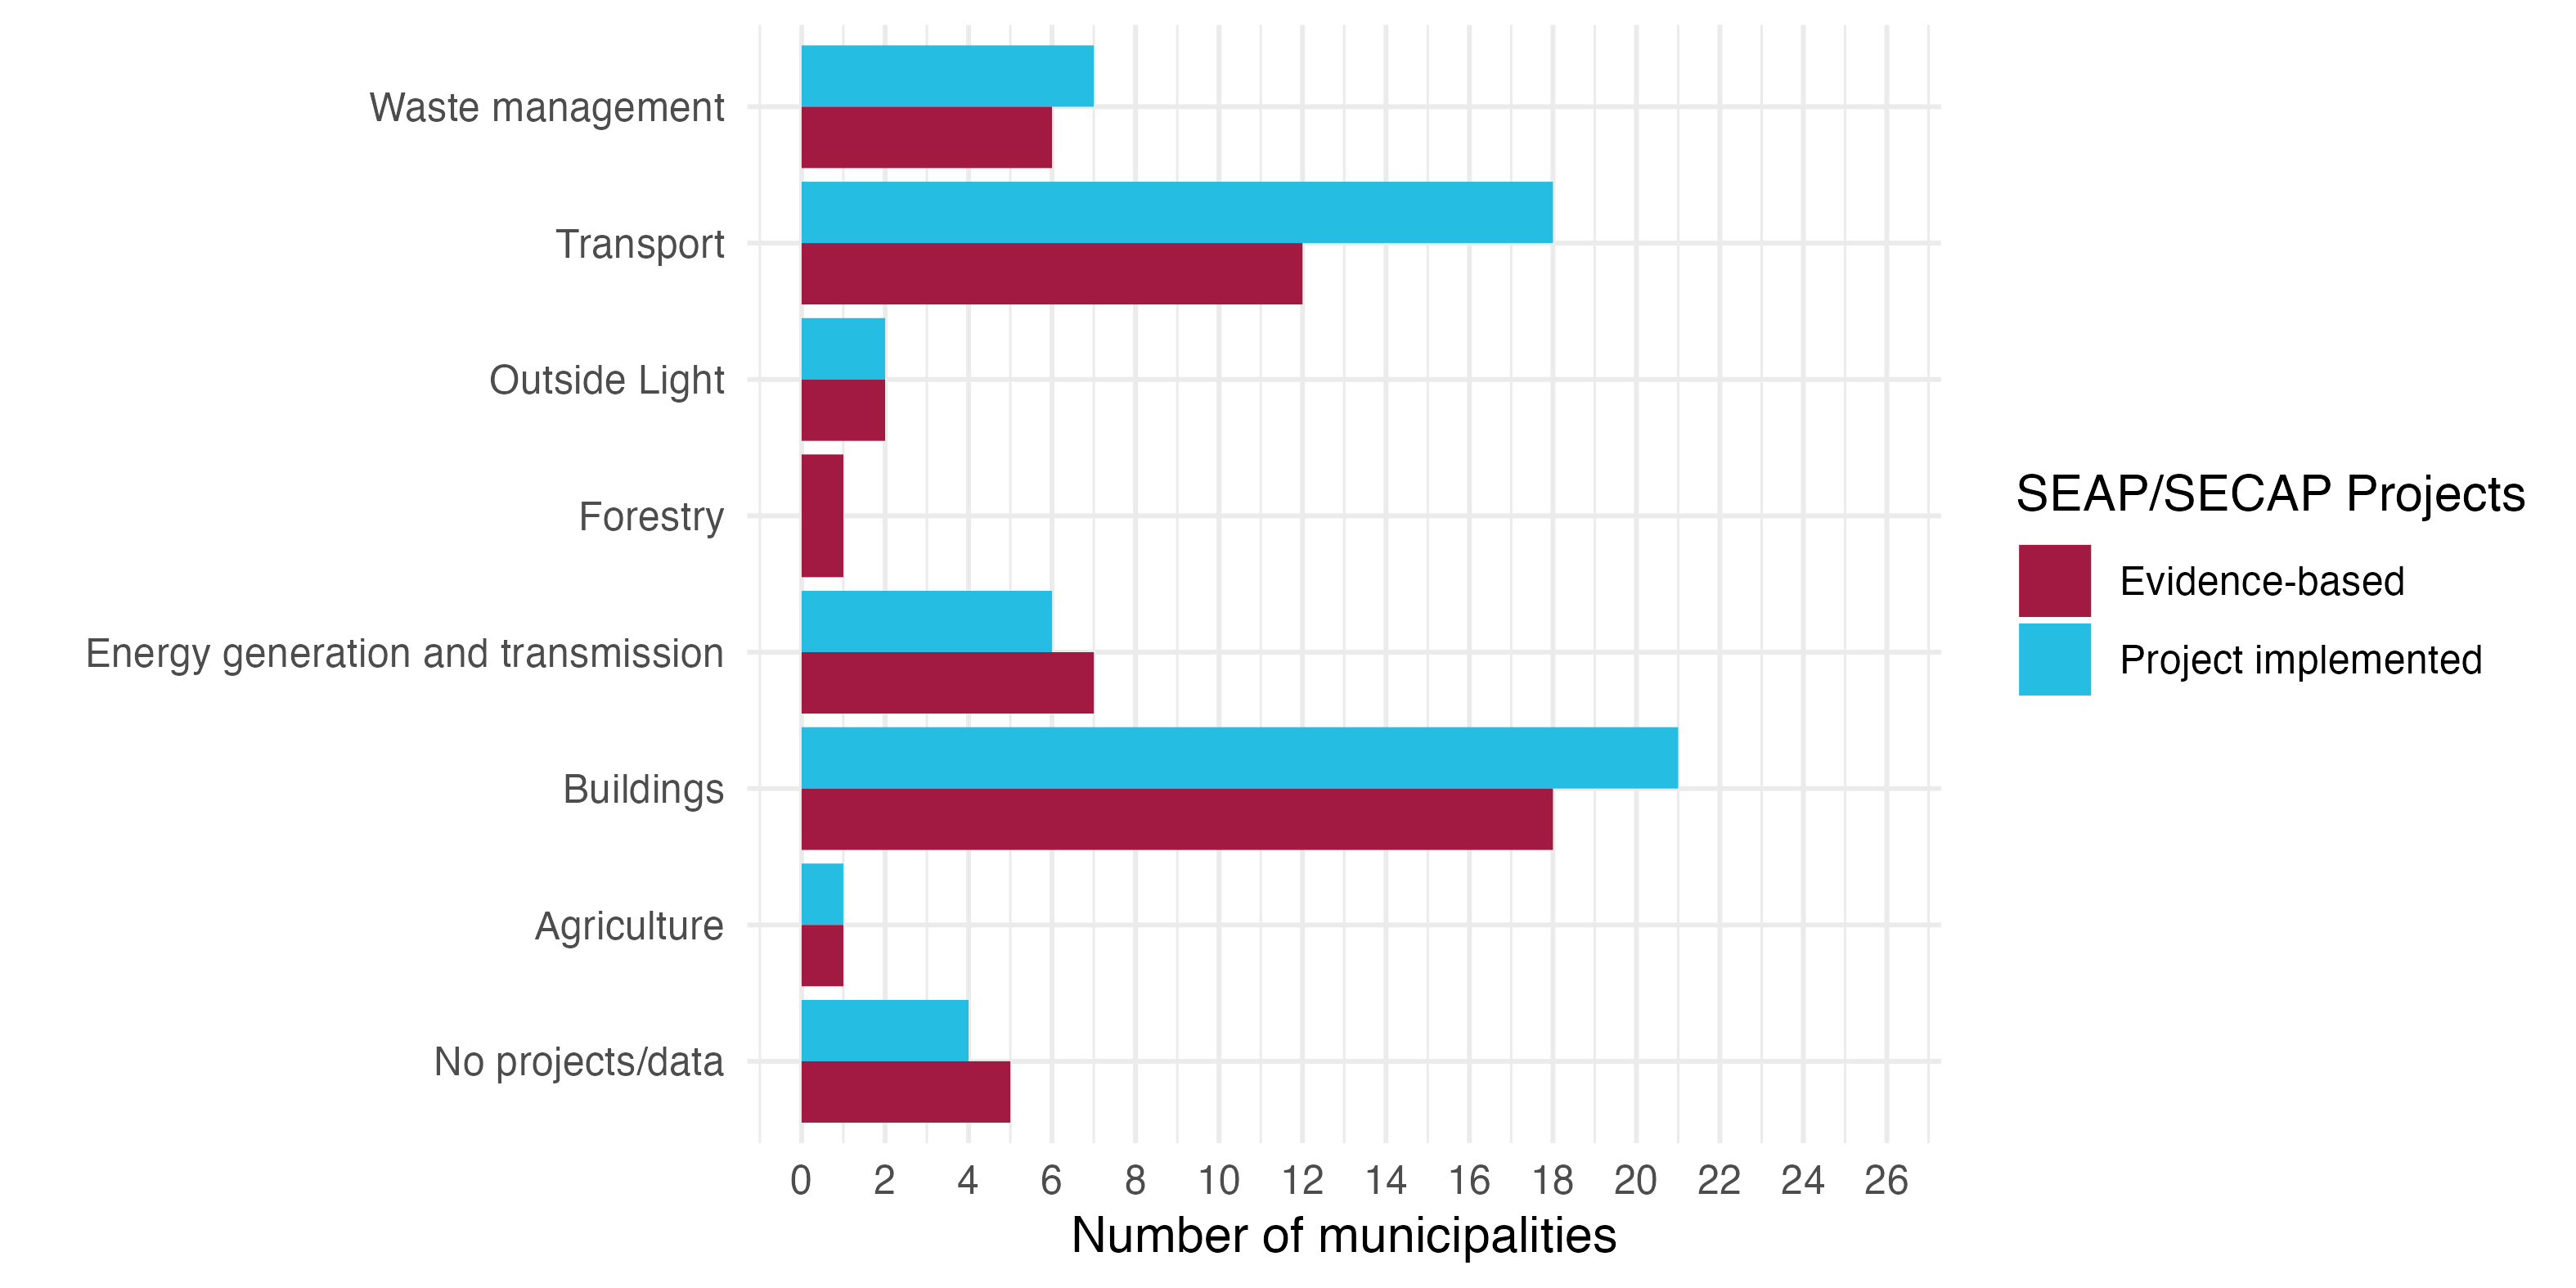 Waste management
Transport
Outside Light
Forestry
Energy generation and transmission
Buildings
Agriculture
No projects/data
0 2 4 6 8 10 12 14 16 18 20 22 24 26
Number of municipalities
SEAP/SECAP Projects
Evidence-based
Project implemented